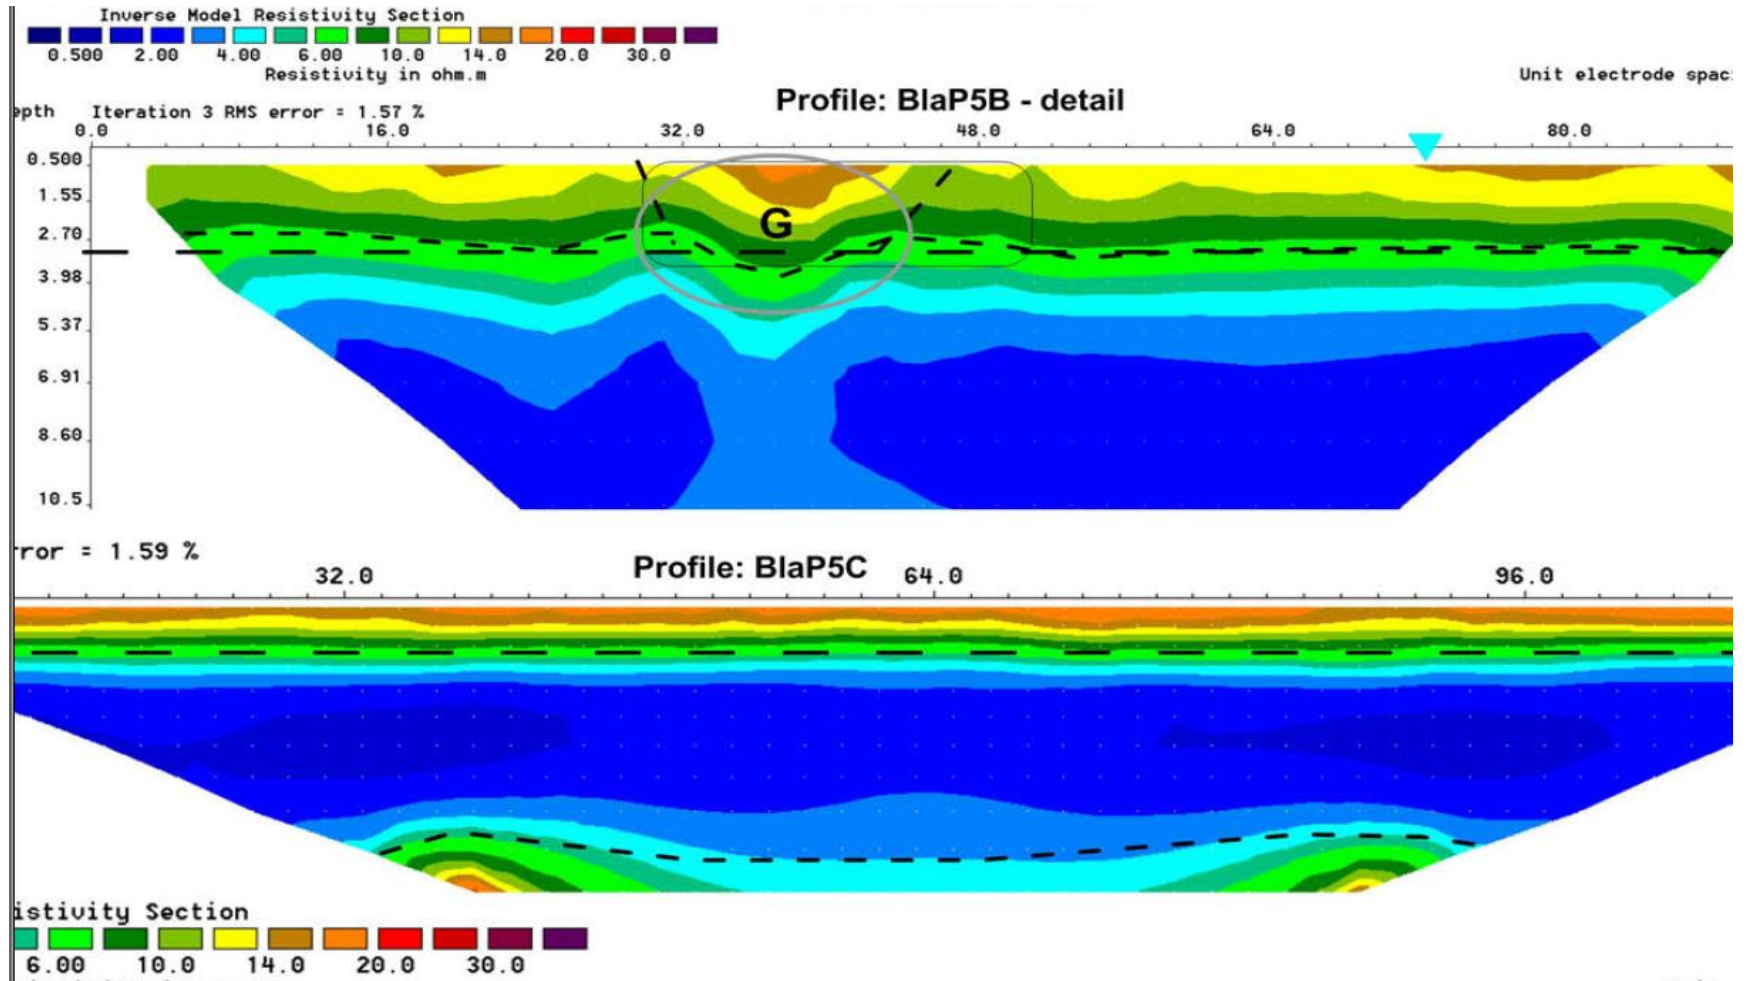 Inverse Model Resistivity Section
0.500 2.00 4.00 6.00 10.0 14.0 20.0 30.0
Resistivity in ohm.m
Unit electrode spac
Profile: BlaP5B - detail
epth Iteration 3 RMS error = 1.57 %
0.0 16.0 32.0 48.0 64.0 80.0
0.500
1.55
2.70
3.98
5.37
6.91
8.60
10.5
G
rror = 1.59 %
Profile: BlaP5C
32.0 64.0 96.0
istivity Section
6.00 10.0 14.0 20.0 30.0